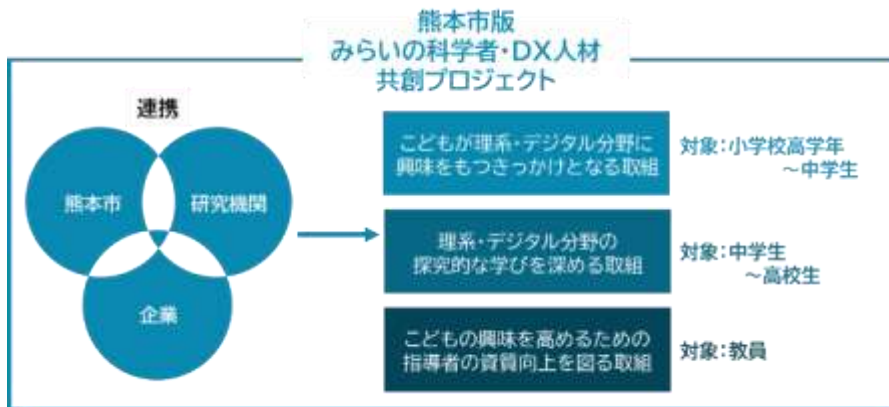 熊本市版
みらいの科学者・DX人材
共創プロジェクト
連携
熊本市
研究機関
企業
こどもが理系・デジタル分野に
興味をもつきっかけとなる取組
対象：小学校高学年
～中学生
理系・デジタル分野の
探究的な学びを深める取組
対象：中学生
～高校生
こどもの興味を高めるための
指導者の資質向上を図る取組
対象：教員